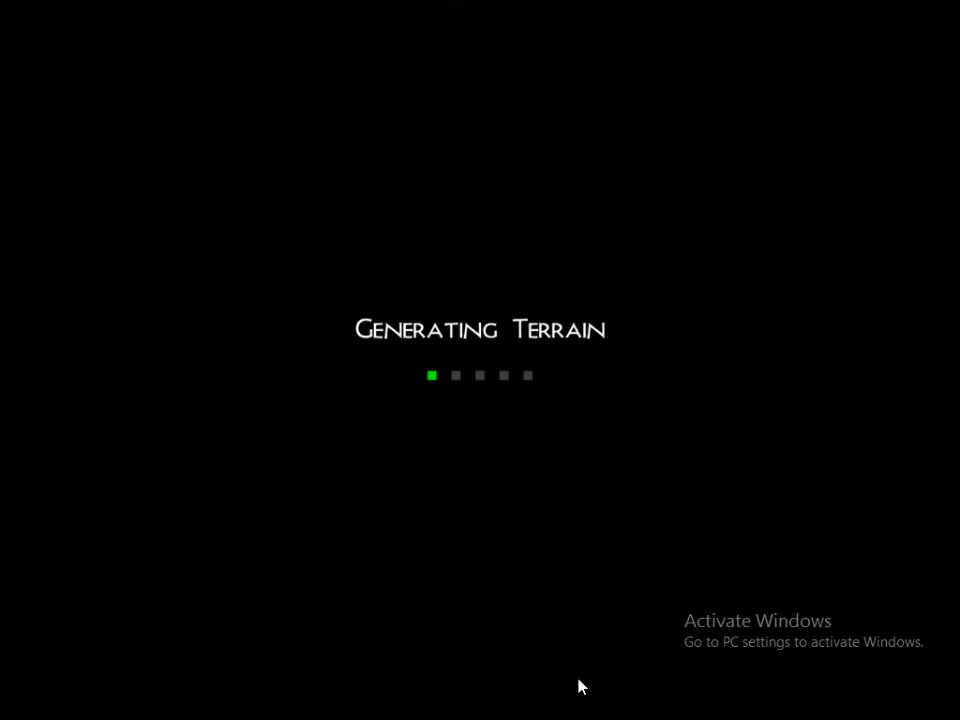 Generating Terrain
Activate Windows
Go to PC settings to activate Windows.